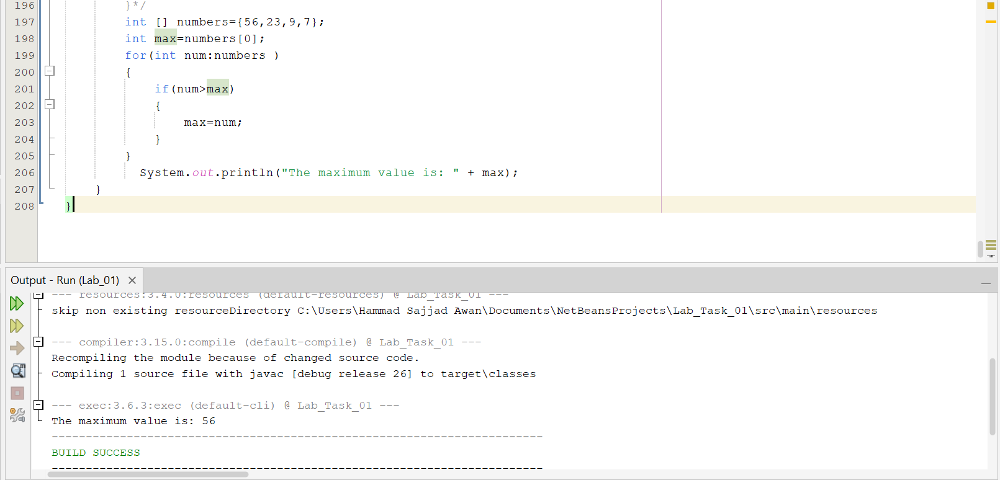 196 }*/
197 int [] numbers={56,23,9,7};
198 int max=numbers[0];
199 for(int num:numbers )
200 {
201 if(num>max)
202 {
203 max=num;
204 }
205 }
206 System.out.println("The maximum value is: " + max);
207 }
208 }
Output - Run (Lab_01)
--- resources:3.4.0:resources (default-resources) @ Lab_Task_01 ---
skip non existing resourceDirectory C:\Users\Hammad Sajjad Awan\Documents\NetBeansProjects\Lab_Task_01\src\main\resources
--- compiler:3.15.0:compile (default-compile) @ Lab_Task_01 ---
Recompiling the module because of changed source code.
Compiling 1 source file with javac [debug release 26] to target\classes
--- exec:3.6.3:exec (default-cli) @ Lab_Task_01 ---
The maximum value is: 56
------------------------------------------------------------------------
BUILD SUCCESS
------------------------------------------------------------------------